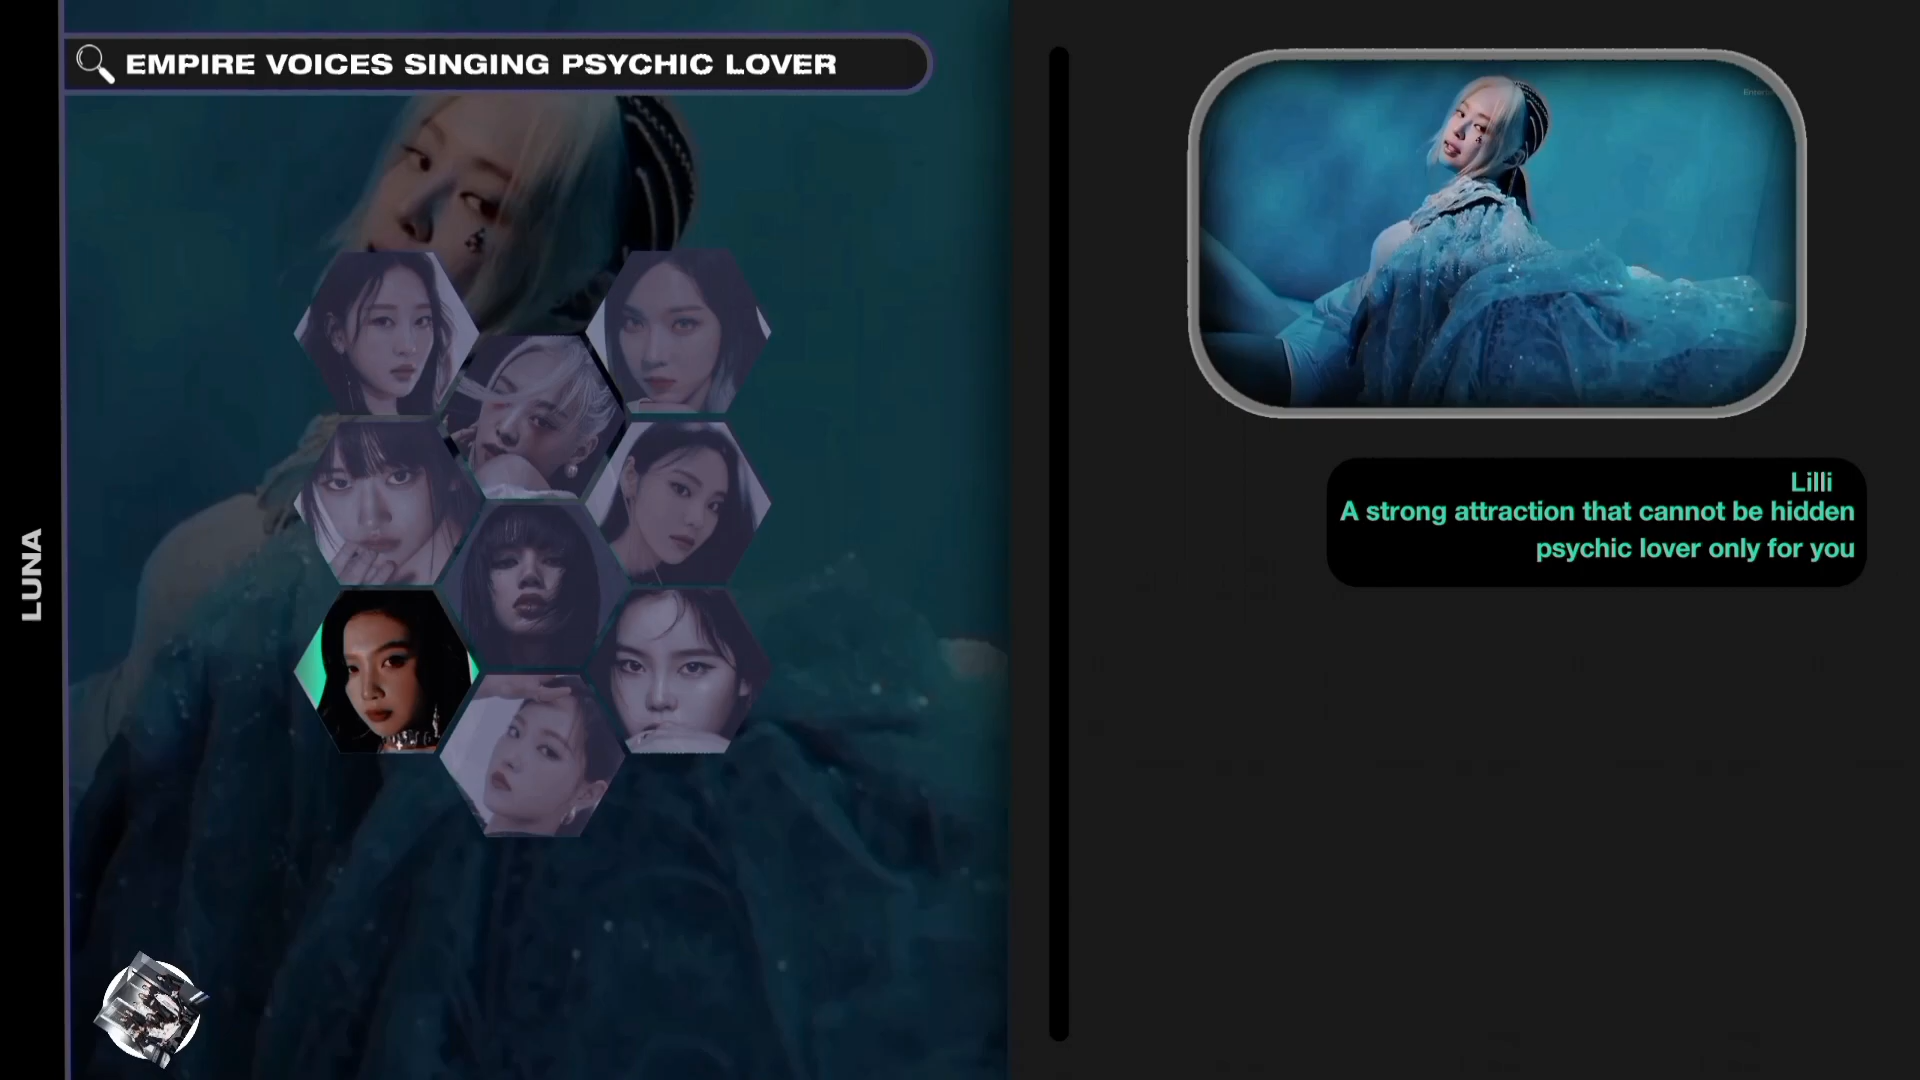 EMPIRE VOICES SINGING PSYCHIC LOVER
LUNA
Lilli
A strong attraction that cannot be hidden
psychic lover only for you